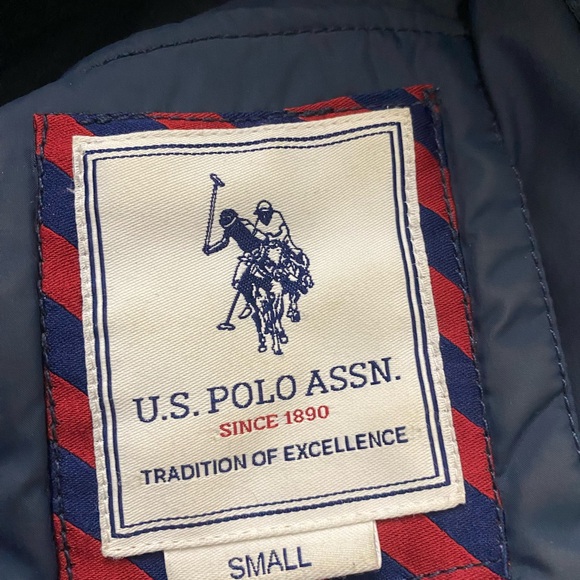 U.S. POLO ASSN.
SINCE 1890
TRADITION OF EXCELLENCE
SMALL